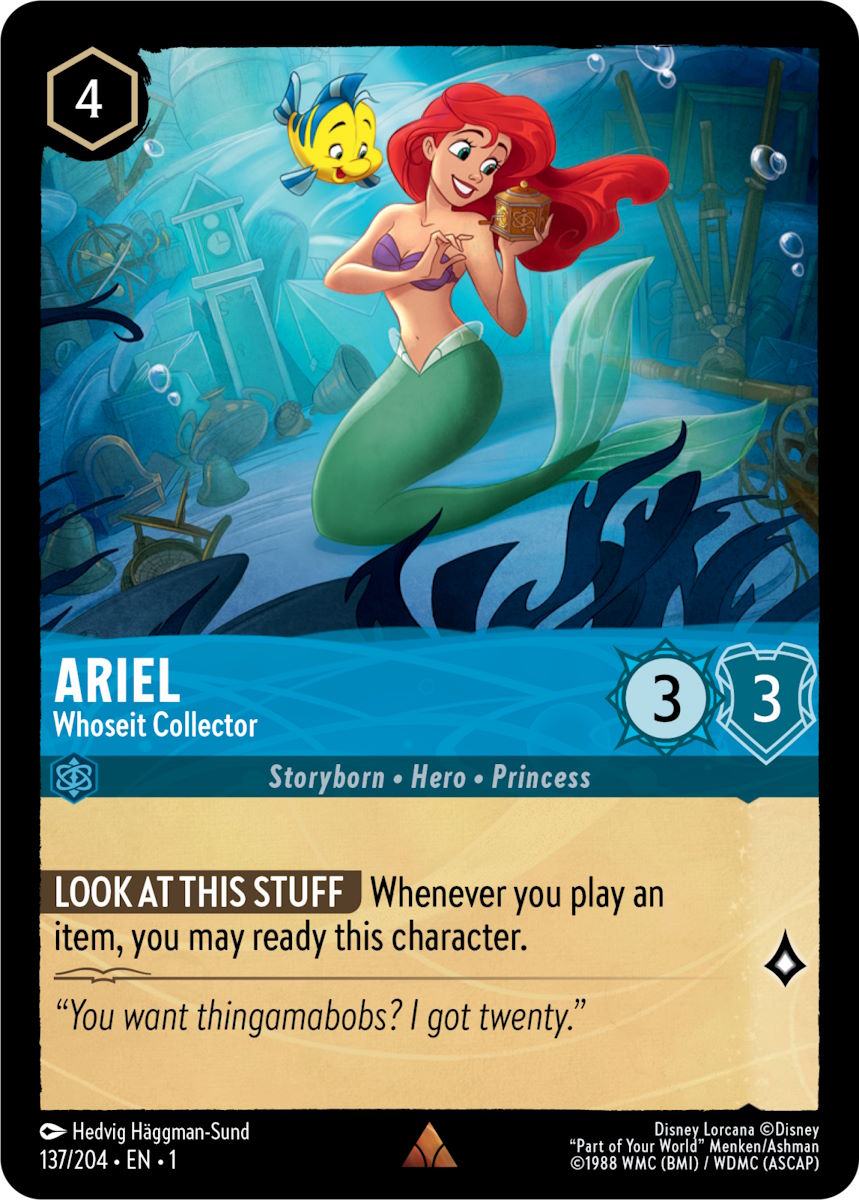 4
ARIEL
Whoseit Collector
3
3
Storyborn • Hero • Princess
LOOK AT THIS STUFF Whenever you play an
item, you may ready this character.
“You want thingamabobs? I got twenty.”
Hedvig Häggman-Sund
137/204 • EN • 1
Disney Lorcana ©Disney
“Part of Your World” Menken/Ashman
©1988 WMC (BMI) / WDMC (ASCAP)